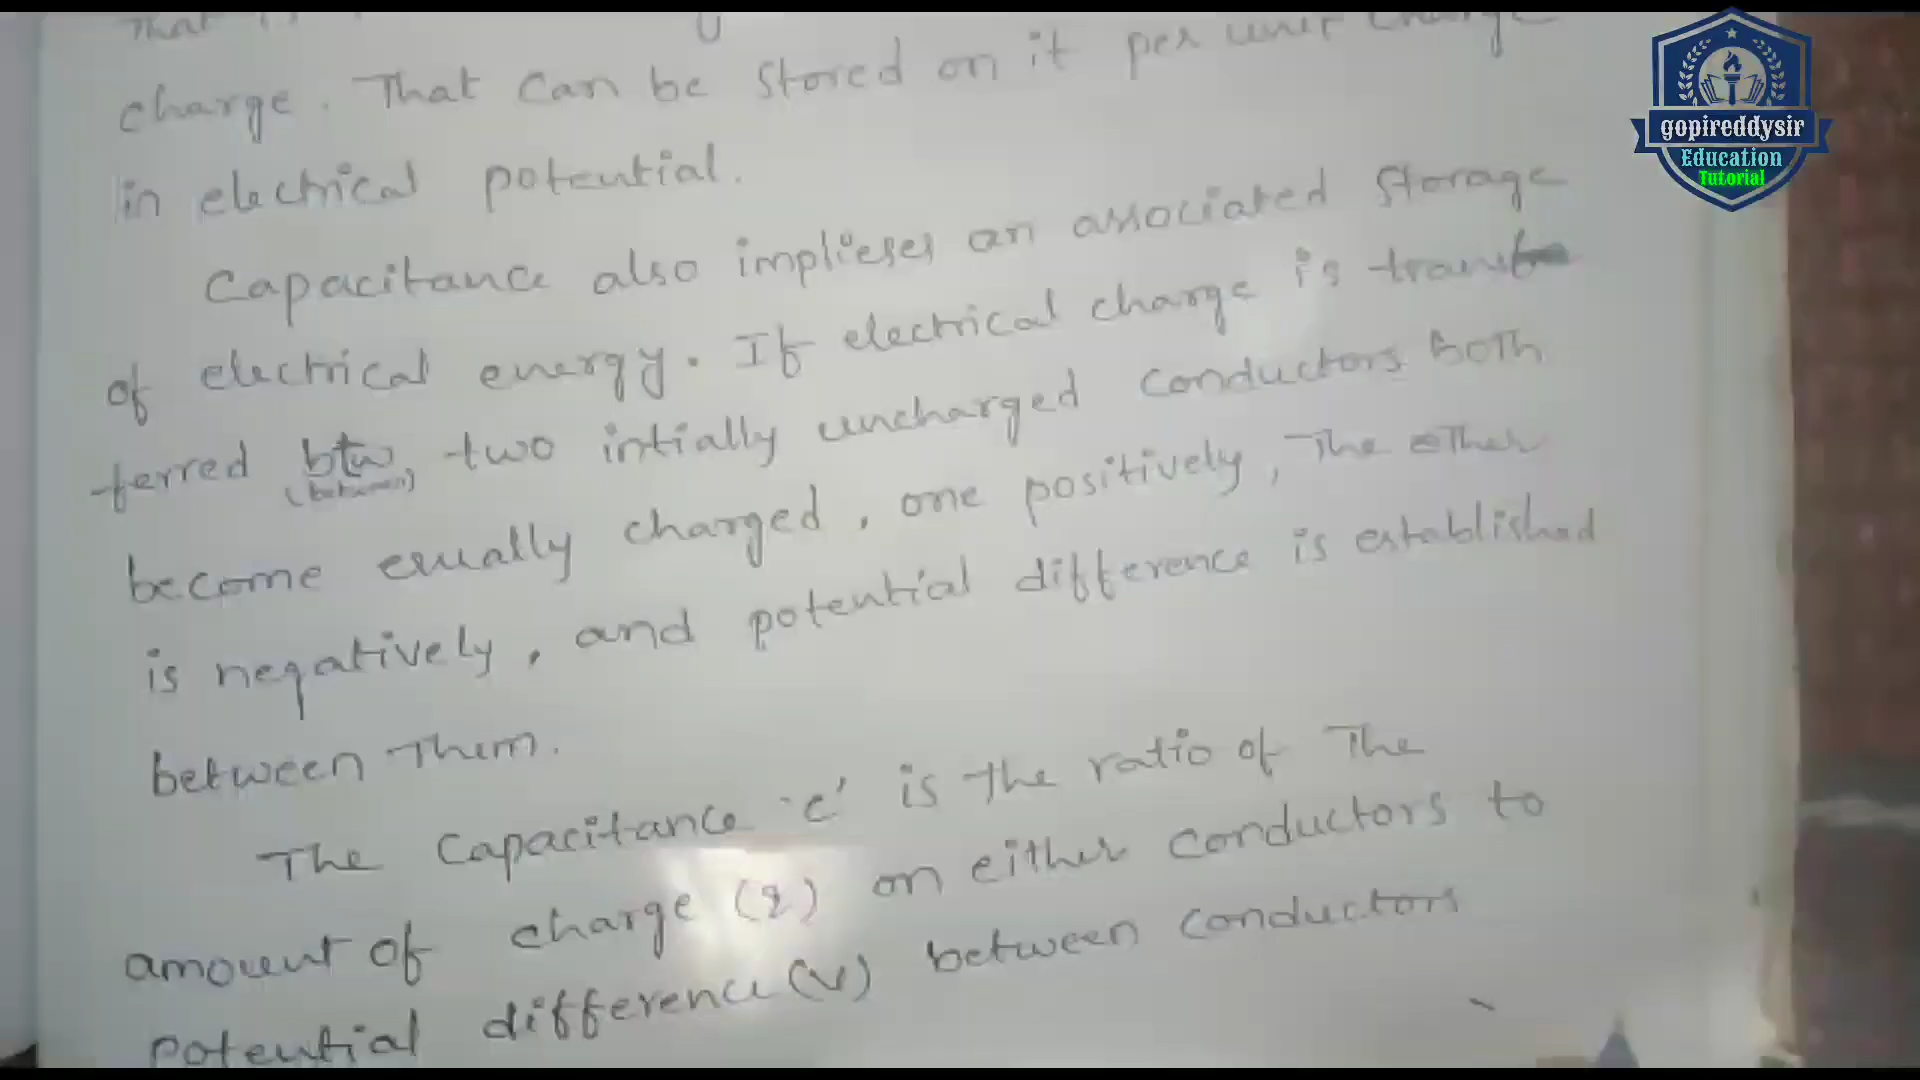 That
charge. That can be stored on it per unit charge
in electrical potential.
Capacitance also implieses an associated storage
of electrical energy. If electrical charge is trans
ferred btw two intially uncharged conductors both
(between)
become equally charged, one positively, The other
is negatively, and potential difference is established
between Them.
The Capacitance 'c' is the ratio of The
amount of charge (q) on either conductors to
potential difference (V) between conductors
gopireddysir
Education
Tutorial